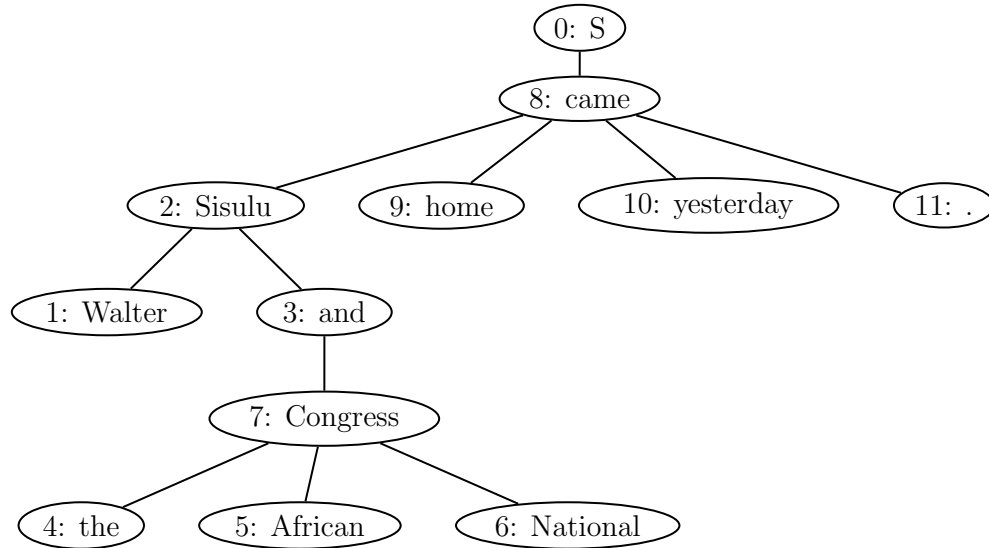 0: S
8: came
2: Sisulu 9: home 10: yesterday 11: .
1: Walter 3: and
7: Congress
4: the 5: African 6: National